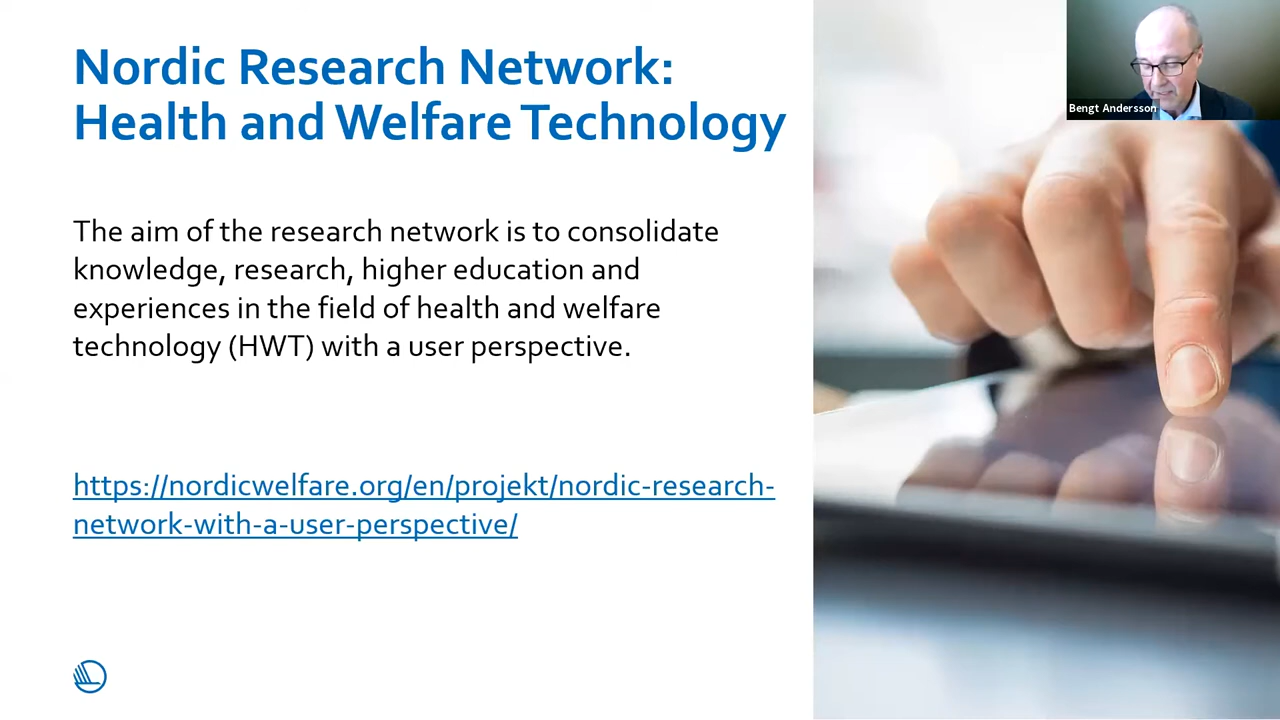 Nordic Research Network:
Health and Welfare Technology
Bengt Andersson
The aim of the research network is to consolidate
knowledge, research, higher education and
experiences in the field of health and welfare
technology (HWT) with a user perspective.
https://nordicwelfare.org/en/projekt/nordic-research-
network-with-a-user-perspective/